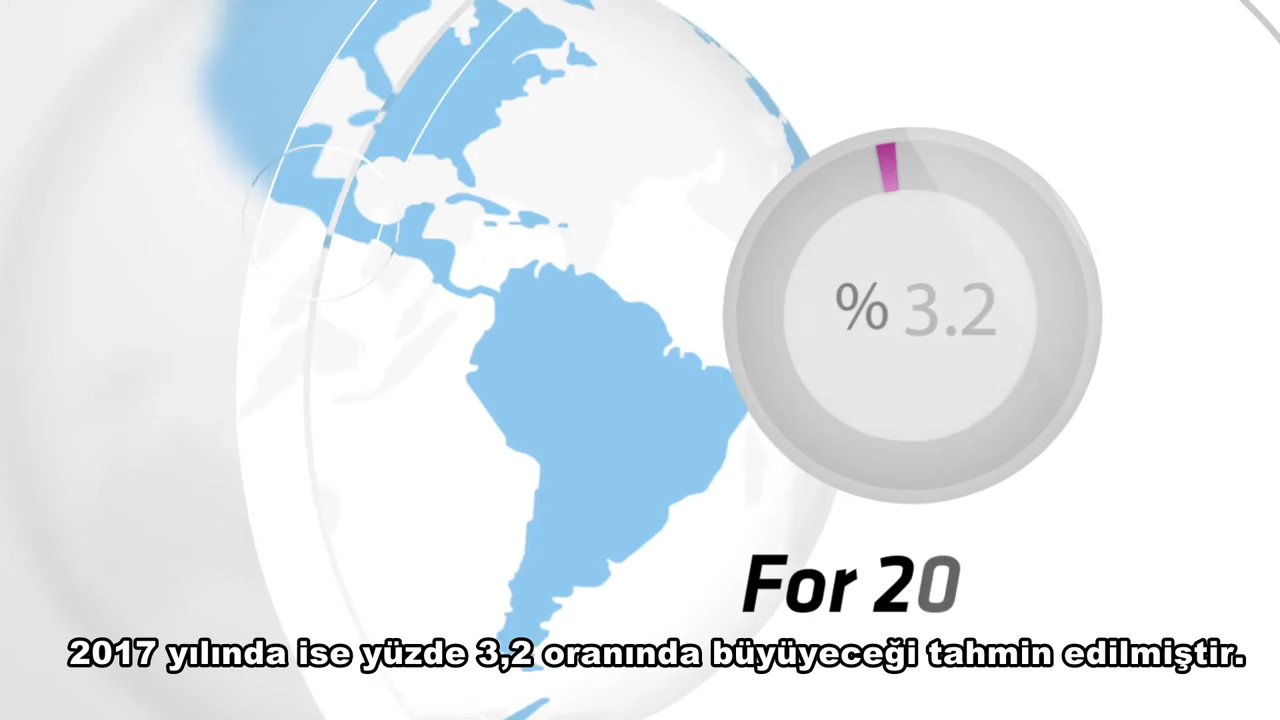 % 3.2
For 20
2017 yılında ise yüzde 3,2 oranında büyüyeceği tahmin edilmiştir.